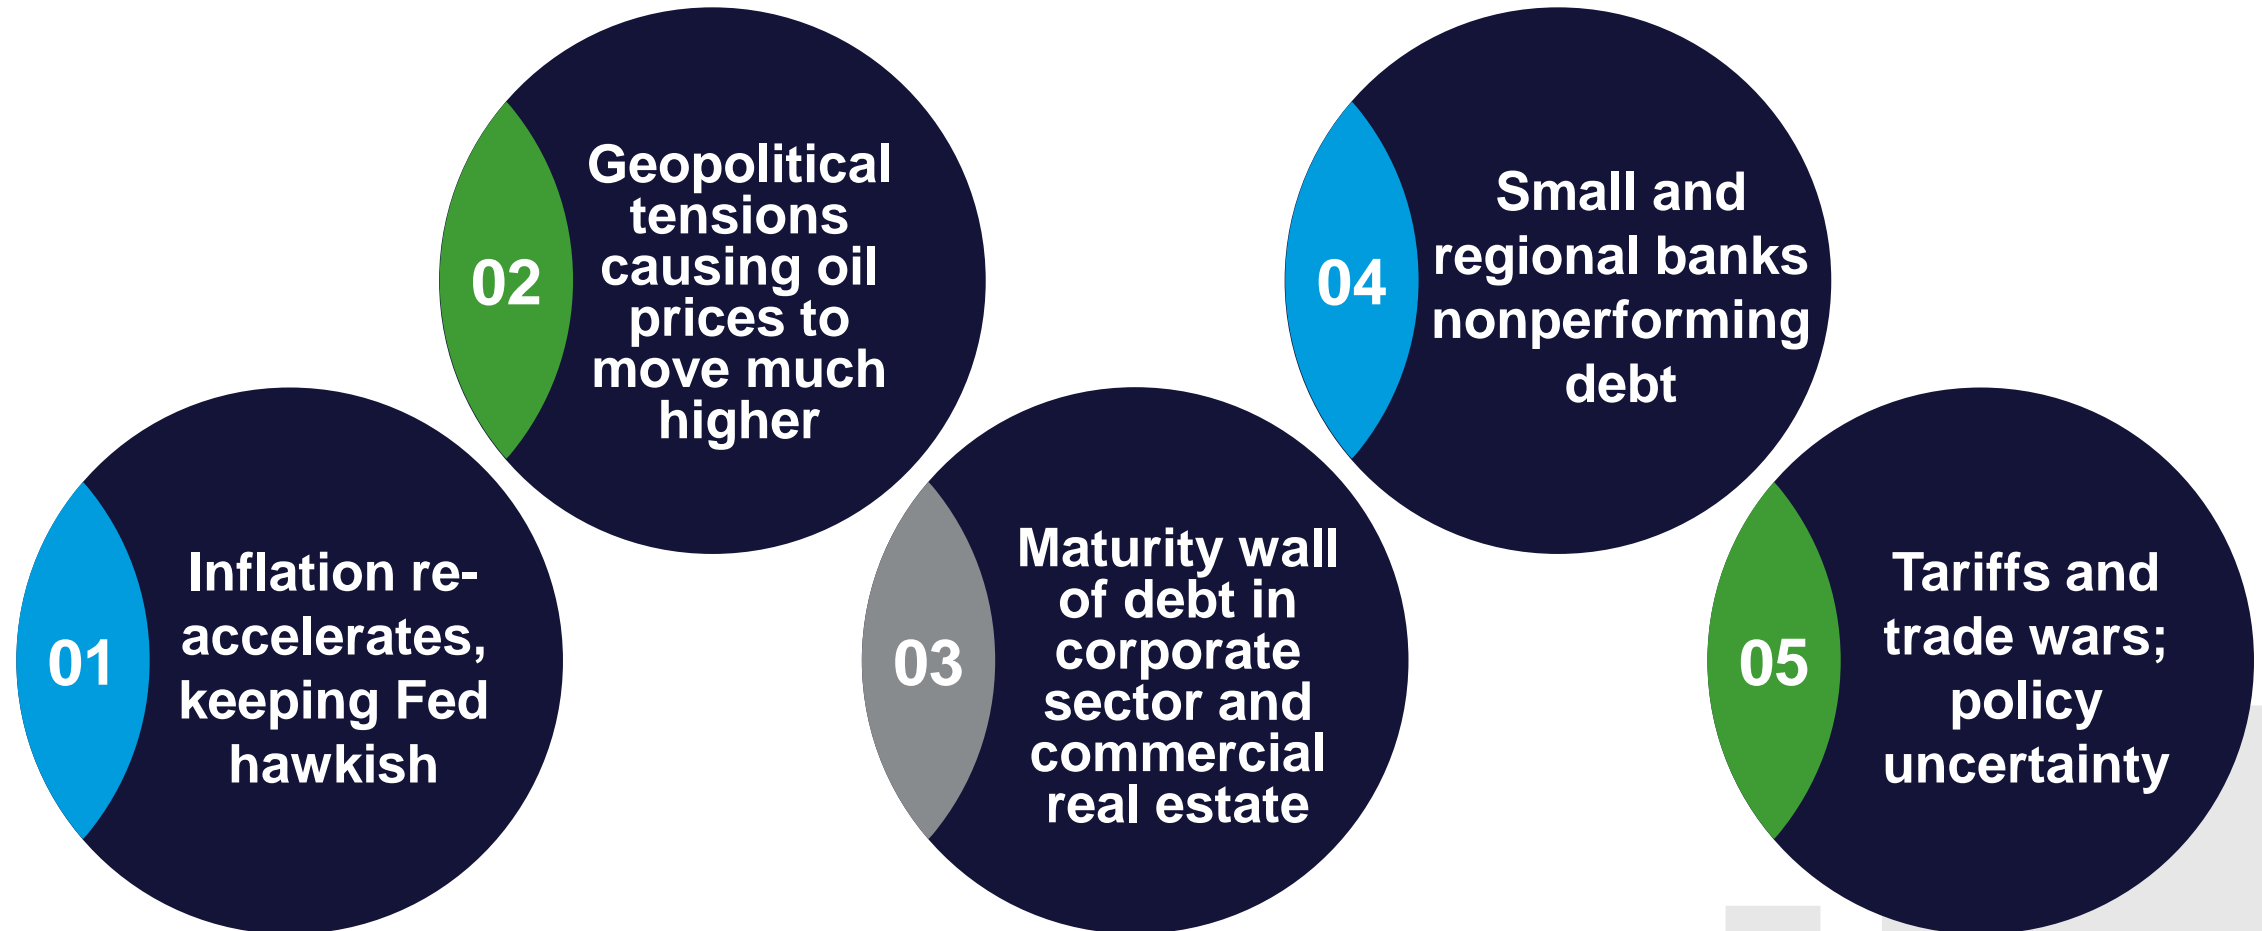 01
Inflation re-
accelerates,
keeping Fed
hawkish
02
Geopolitical
tensions
causing oil
prices to
move much
higher
03
Maturity wall
of debt in
corporate
sector and
commercial
real estate
04
Small and
regional banks
nonperforming
debt
05
Tariffs and
trade wars;
policy
uncertainty